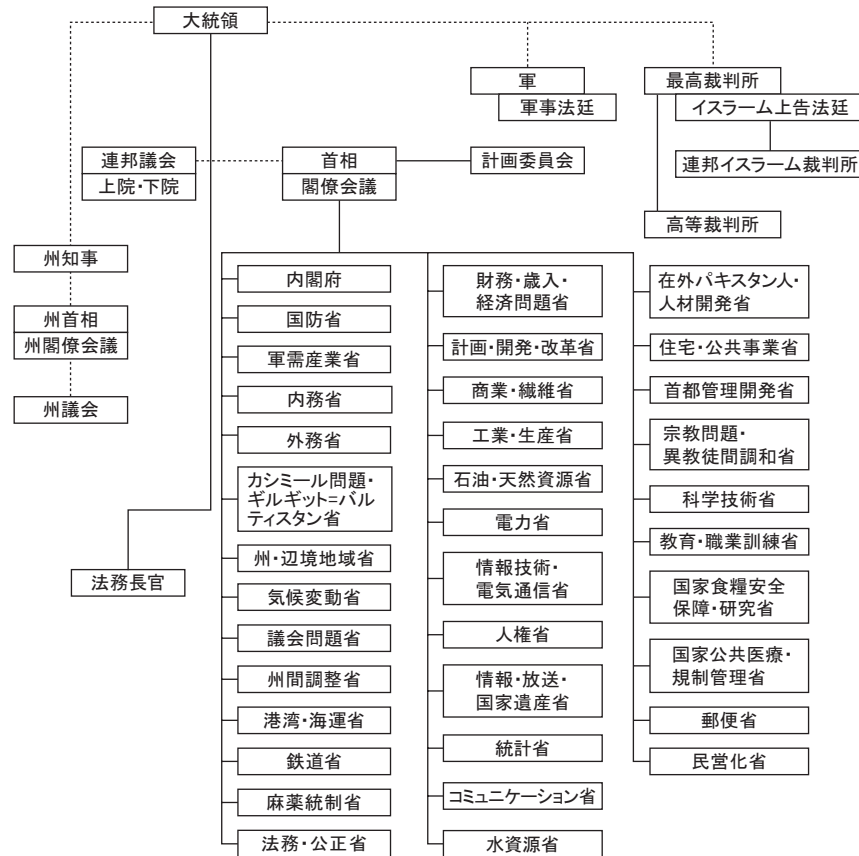 大統領
軍
軍事法廷
最高裁判所
イスラーム上告法廷
連邦議会
上院・下院
首相
閣僚会議
計画委員会
連邦イスラーム裁判所
高等裁判所
州知事
州首相
州閣僚会議
州議会
法務長官
内閣府
国防省
軍需産業省
内務省
外務省
カシミール問題・
ギルギット=バル
ティスタン省
州・辺境地域省
気候変動省
議会問題省
州間調整省
港湾・海運省
鉄道省
麻薬統制省
法務・公正省
財務・歳入・
経済問題省
計画・開発・改革省
商業・繊維省
工業・生産省
石油・天然資源省
電力省
情報技術・
電気通信省
人権省
情報・放送・
国家遺産省
統計省
コミュニケーション省
水資源省
在外パキスタン人・
人材開発省
住宅・公共事業省
首都管理開発省
宗教問題・
異教徒間調和省
科学技術省
教育・職業訓練省
国家食糧安全
保障・研究省
国家公共医療・
規制管理省
郵便省
民営化省